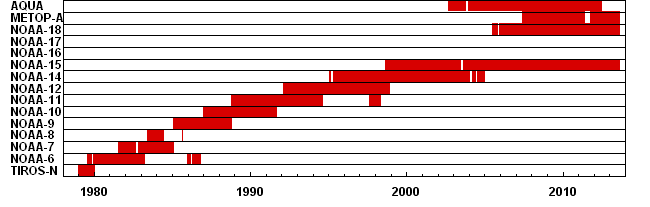 AQUA
METOP-A
NOAA-18
NOAA-17
NOAA-16
NOAA-15
NOAA-14
NOAA-12
NOAA-11
NOAA-10
NOAA-9
NOAA-8
NOAA-7
NOAA-6
TIROS-N
1980 1990 2000 2010